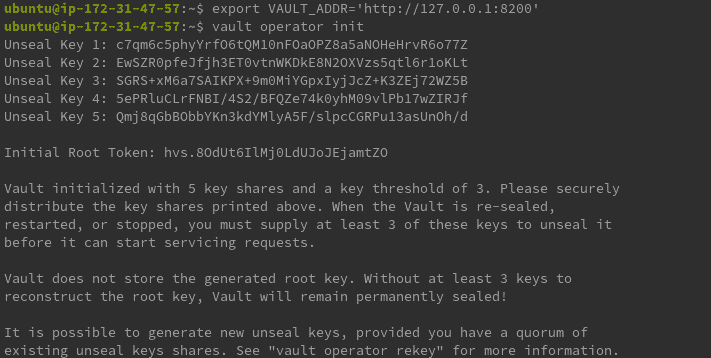 ubuntu@ip-172-31-47-57:~$ export VAULT_ADDR='http://127.0.0.1:8200'
ubuntu@ip-172-31-47-57:~$ vault operator init
Unseal Key 1: c7qm6c5phyYrfO6tQM10nFOaOPZ8a5aNOHeHrvR6o77Z
Unseal Key 2: EwSZR0pfeJfjh3ET0vtnWKDkE8N2OXVzs5qtl6r1oKLt
Unseal Key 3: SGRS+xM6a7SAIKPX+9m0MiYGpxIyjJcZ+K3ZEj72WZ5B
Unseal Key 4: 5ePRluCLrFNBI/4S2/BFQZe74k0yhM09vlPb17wZIRJf
Unseal Key 5: Qmj8qGbBObbYKn3kdYMlyA5F/slpcCGRPu13asUnOh/d

Initial Root Token: hvs.8OdUt6IlMj0LdUJoJEjamtZO

Vault initialized with 5 key shares and a key threshold of 3. Please securely
distribute the key shares printed above. When the Vault is re-sealed,
restarted, or stopped, you must supply at least 3 of these keys to unseal it
before it can start servicing requests.

Vault does not store the generated root key. Without at least 3 keys to
reconstruct the root key, Vault will remain permanently sealed!

It is possible to generate new unseal keys, provided you have a quorum of
existing unseal keys shares. See "vault operator rekey" for more information.